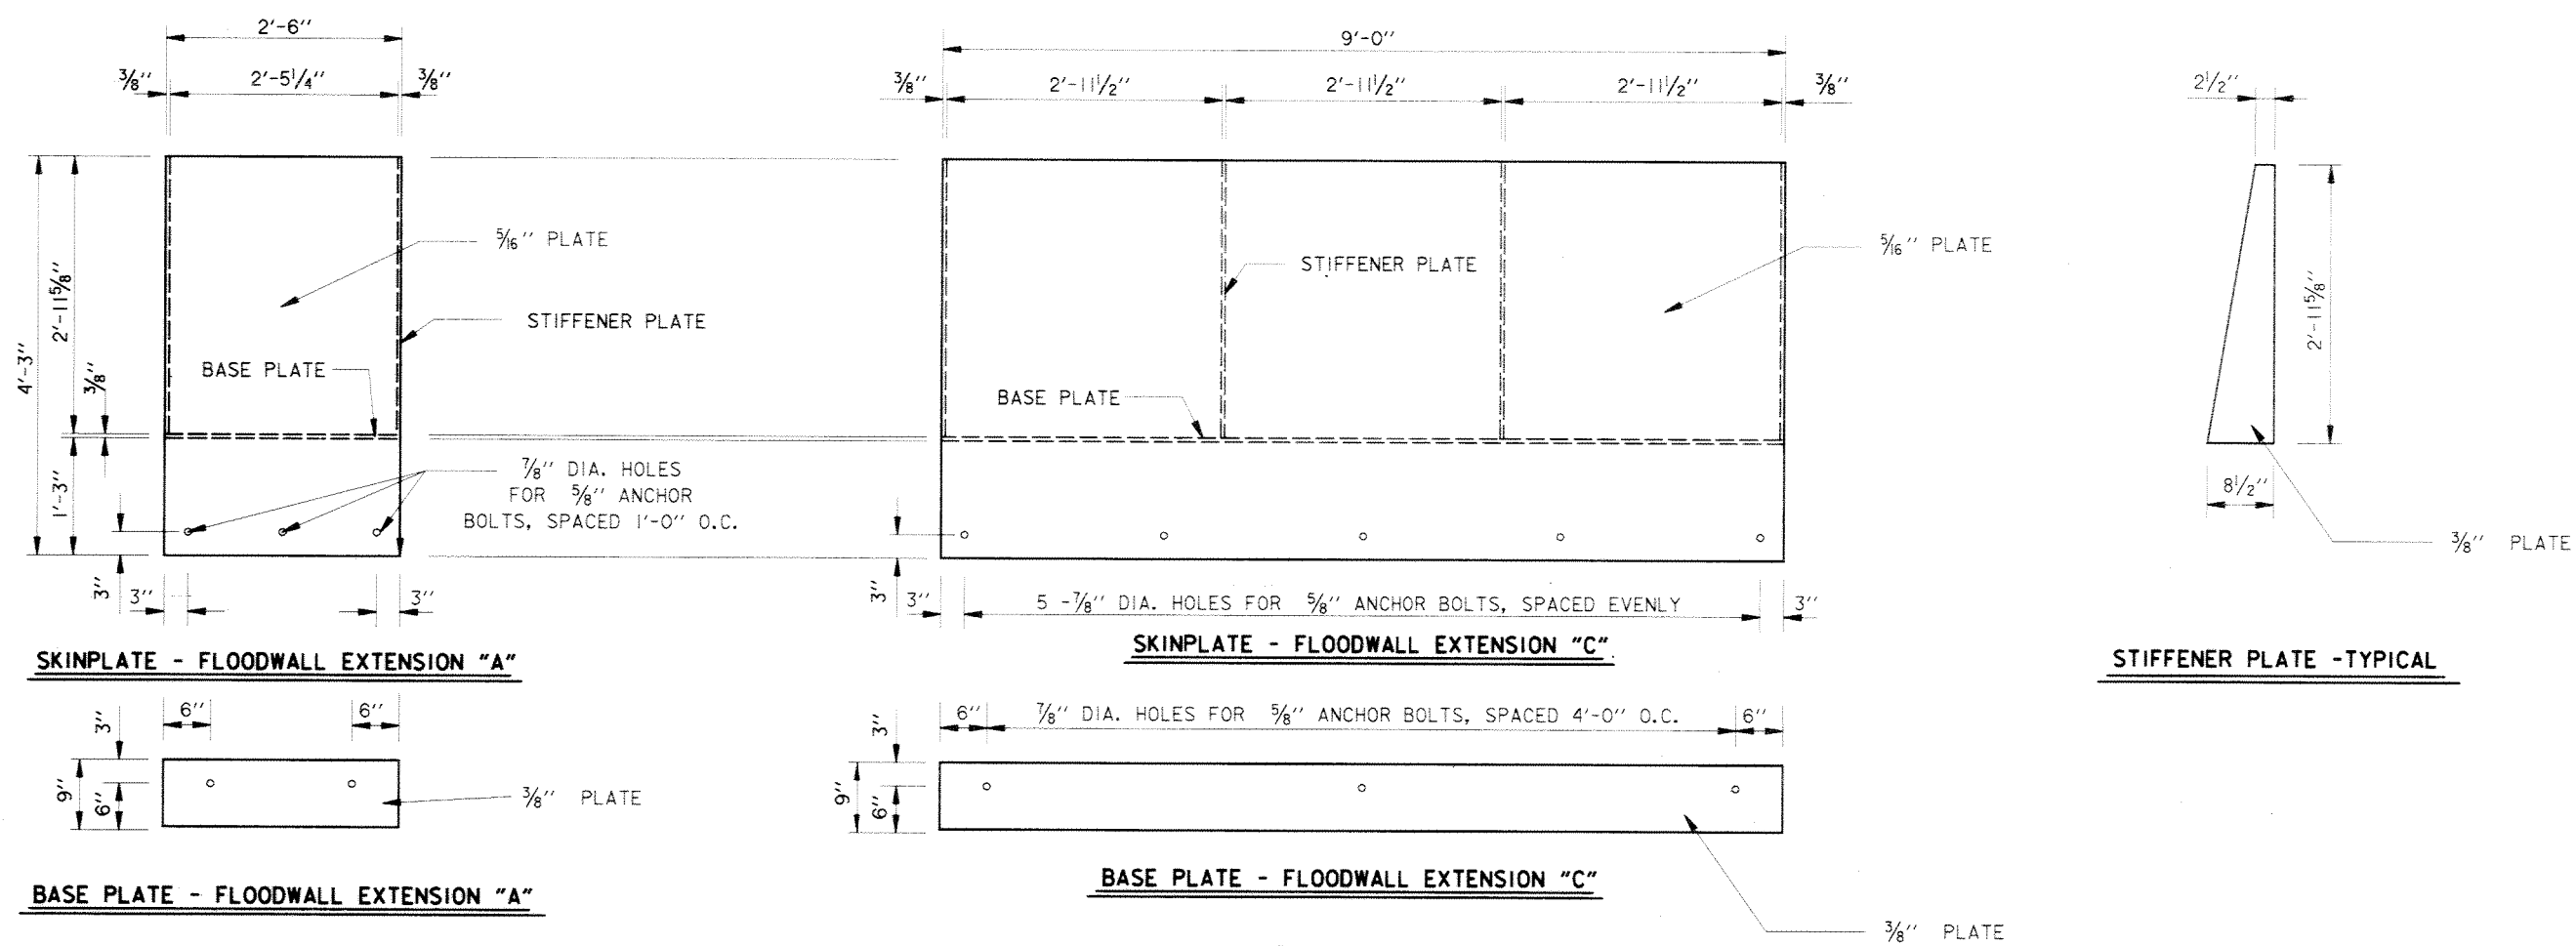 2'-6"
3/8" 2'-5 1/4" 3/8"
4'-3"
2'-11 5/8"
3/8"
1'-3"
3"
5/16" PLATE
STIFFENER PLATE
BASE PLATE
7/8" DIA. HOLES
FOR 5/8" ANCHOR
BOLTS, SPACED 1'-0" O.C.
3" 3"
SKINPLATE - FLOODWALL EXTENSION "A"
9'-0"
3/8" 2'-11 1/2" 2'-11 1/2" 2'-11 1/2" 3/8"
STIFFENER PLATE
5/16" PLATE
BASE PLATE
3"
3" 5 -7/8" DIA. HOLES FOR 5/8" ANCHOR BOLTS, SPACED EVENLY 3"
SKINPLATE - FLOODWALL EXTENSION "C"
2 1/2"
2'-11 5/8"
8 1/2"
3/8" PLATE
STIFFENER PLATE -TYPICAL
6" 6"
3"
9"
6"
3/8" PLATE
BASE PLATE - FLOODWALL EXTENSION "A"
6" 7/8" DIA. HOLES FOR 5/8" ANCHOR BOLTS, SPACED 4'-0" O.C. 6"
3"
9"
6"
BASE PLATE - FLOODWALL EXTENSION "C"
3/8" PLATE